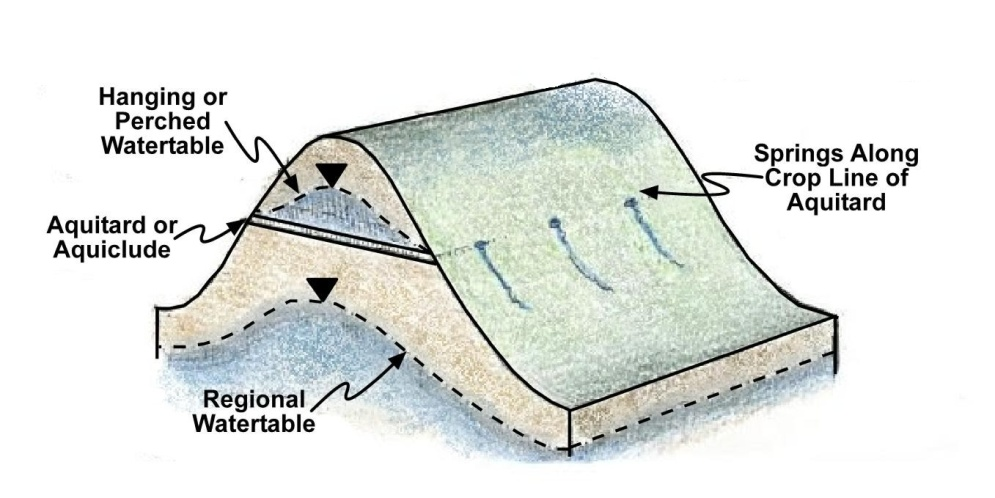 Hanging or
Perched
Watertable
Springs Along
Crop Line of
Aquitard
Aquitard or
Aquiclude
Regional
Watertable